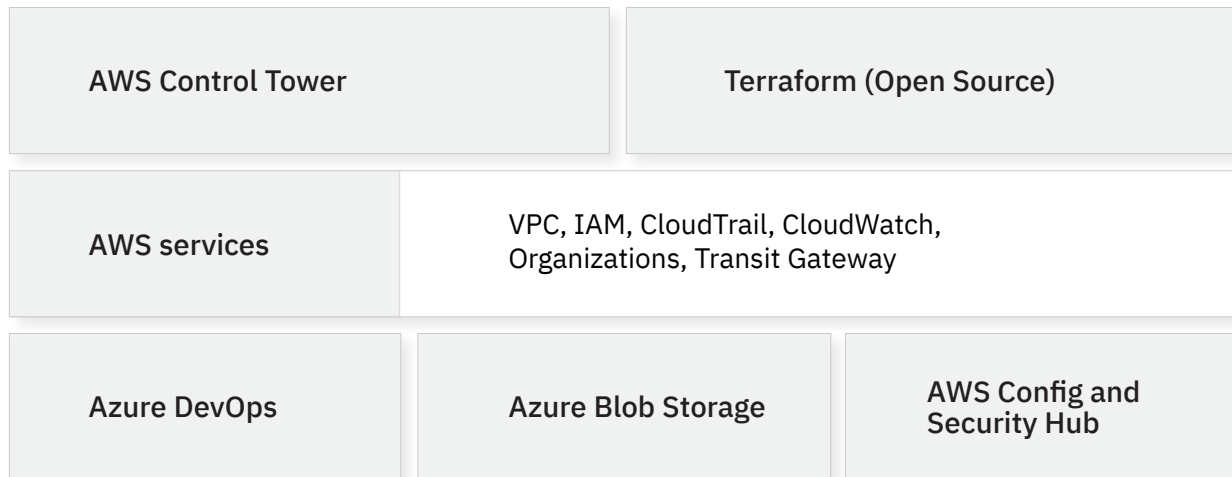 AWS Control Tower
Terraform (Open Source)
AWS services
VPC, IAM, CloudTrail, CloudWatch,
Organizations, Transit Gateway
Azure DevOps
Azure Blob Storage
AWS Config and
Security Hub